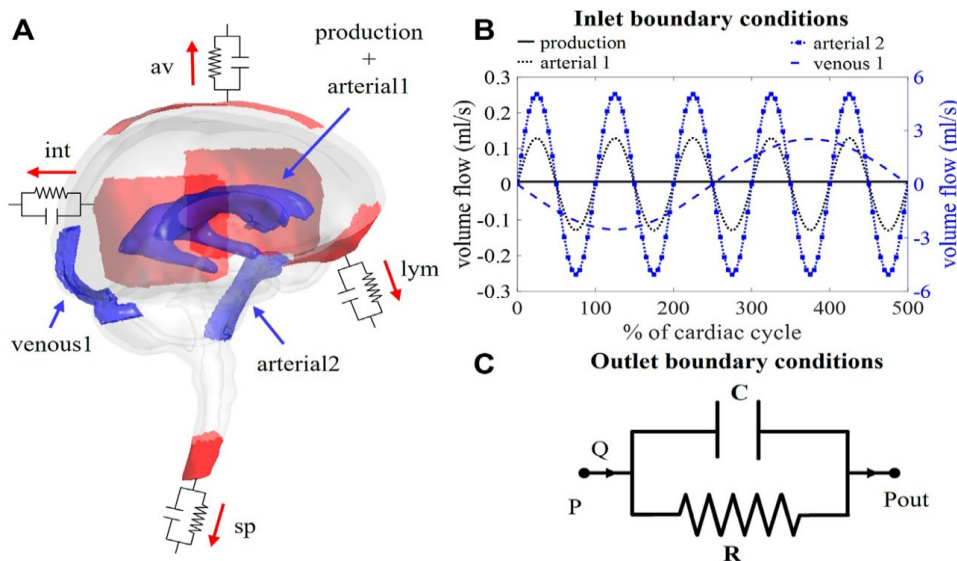 A
av
production
+
arterial1
int
lym
venous1
arterial2
sp
B
Inlet boundary conditions
production
arterial 1
arterial 2
venous 1
volume flow (ml/s)
0.3
0.2
0.1
0
-0.1
-0.2
-0.3
6
3
0
-3
-6
volume flow (ml/s)
0 100 200 300 400 500
% of cardiac cycle
C
Outlet boundary conditions
C
Q
P
Pout
R